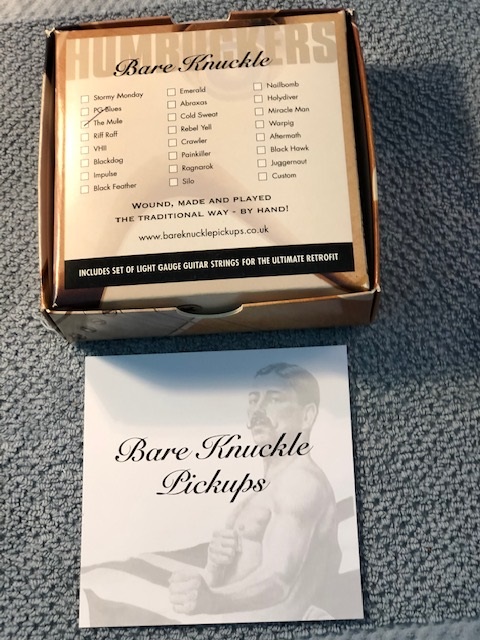 HUMBUCKERS
Bare Knuckle
Stormy Monday
PG Blues
The Mule
Riff Raff
VHII
Blackdog
Impulse
Black Feather
Emerald
Abraxas
Cold Sweat
Rebel Yell
Crawler
Painkiller
Ragnarok
Silo
Nailbomb
Holydiver
Miracle Man
Warpig
Aftermath
Black Hawk
Juggernaut
Custom
WOUND, MADE AND PLAYED
THE TRADITIONAL WAY - BY HAND!
www.bareknucklepickups.co.uk
INCLUDES SET OF LIGHT GAUGE GUITAR STRINGS FOR THE ULTIMATE RETROFIT
Bare Knuckle
Pickups